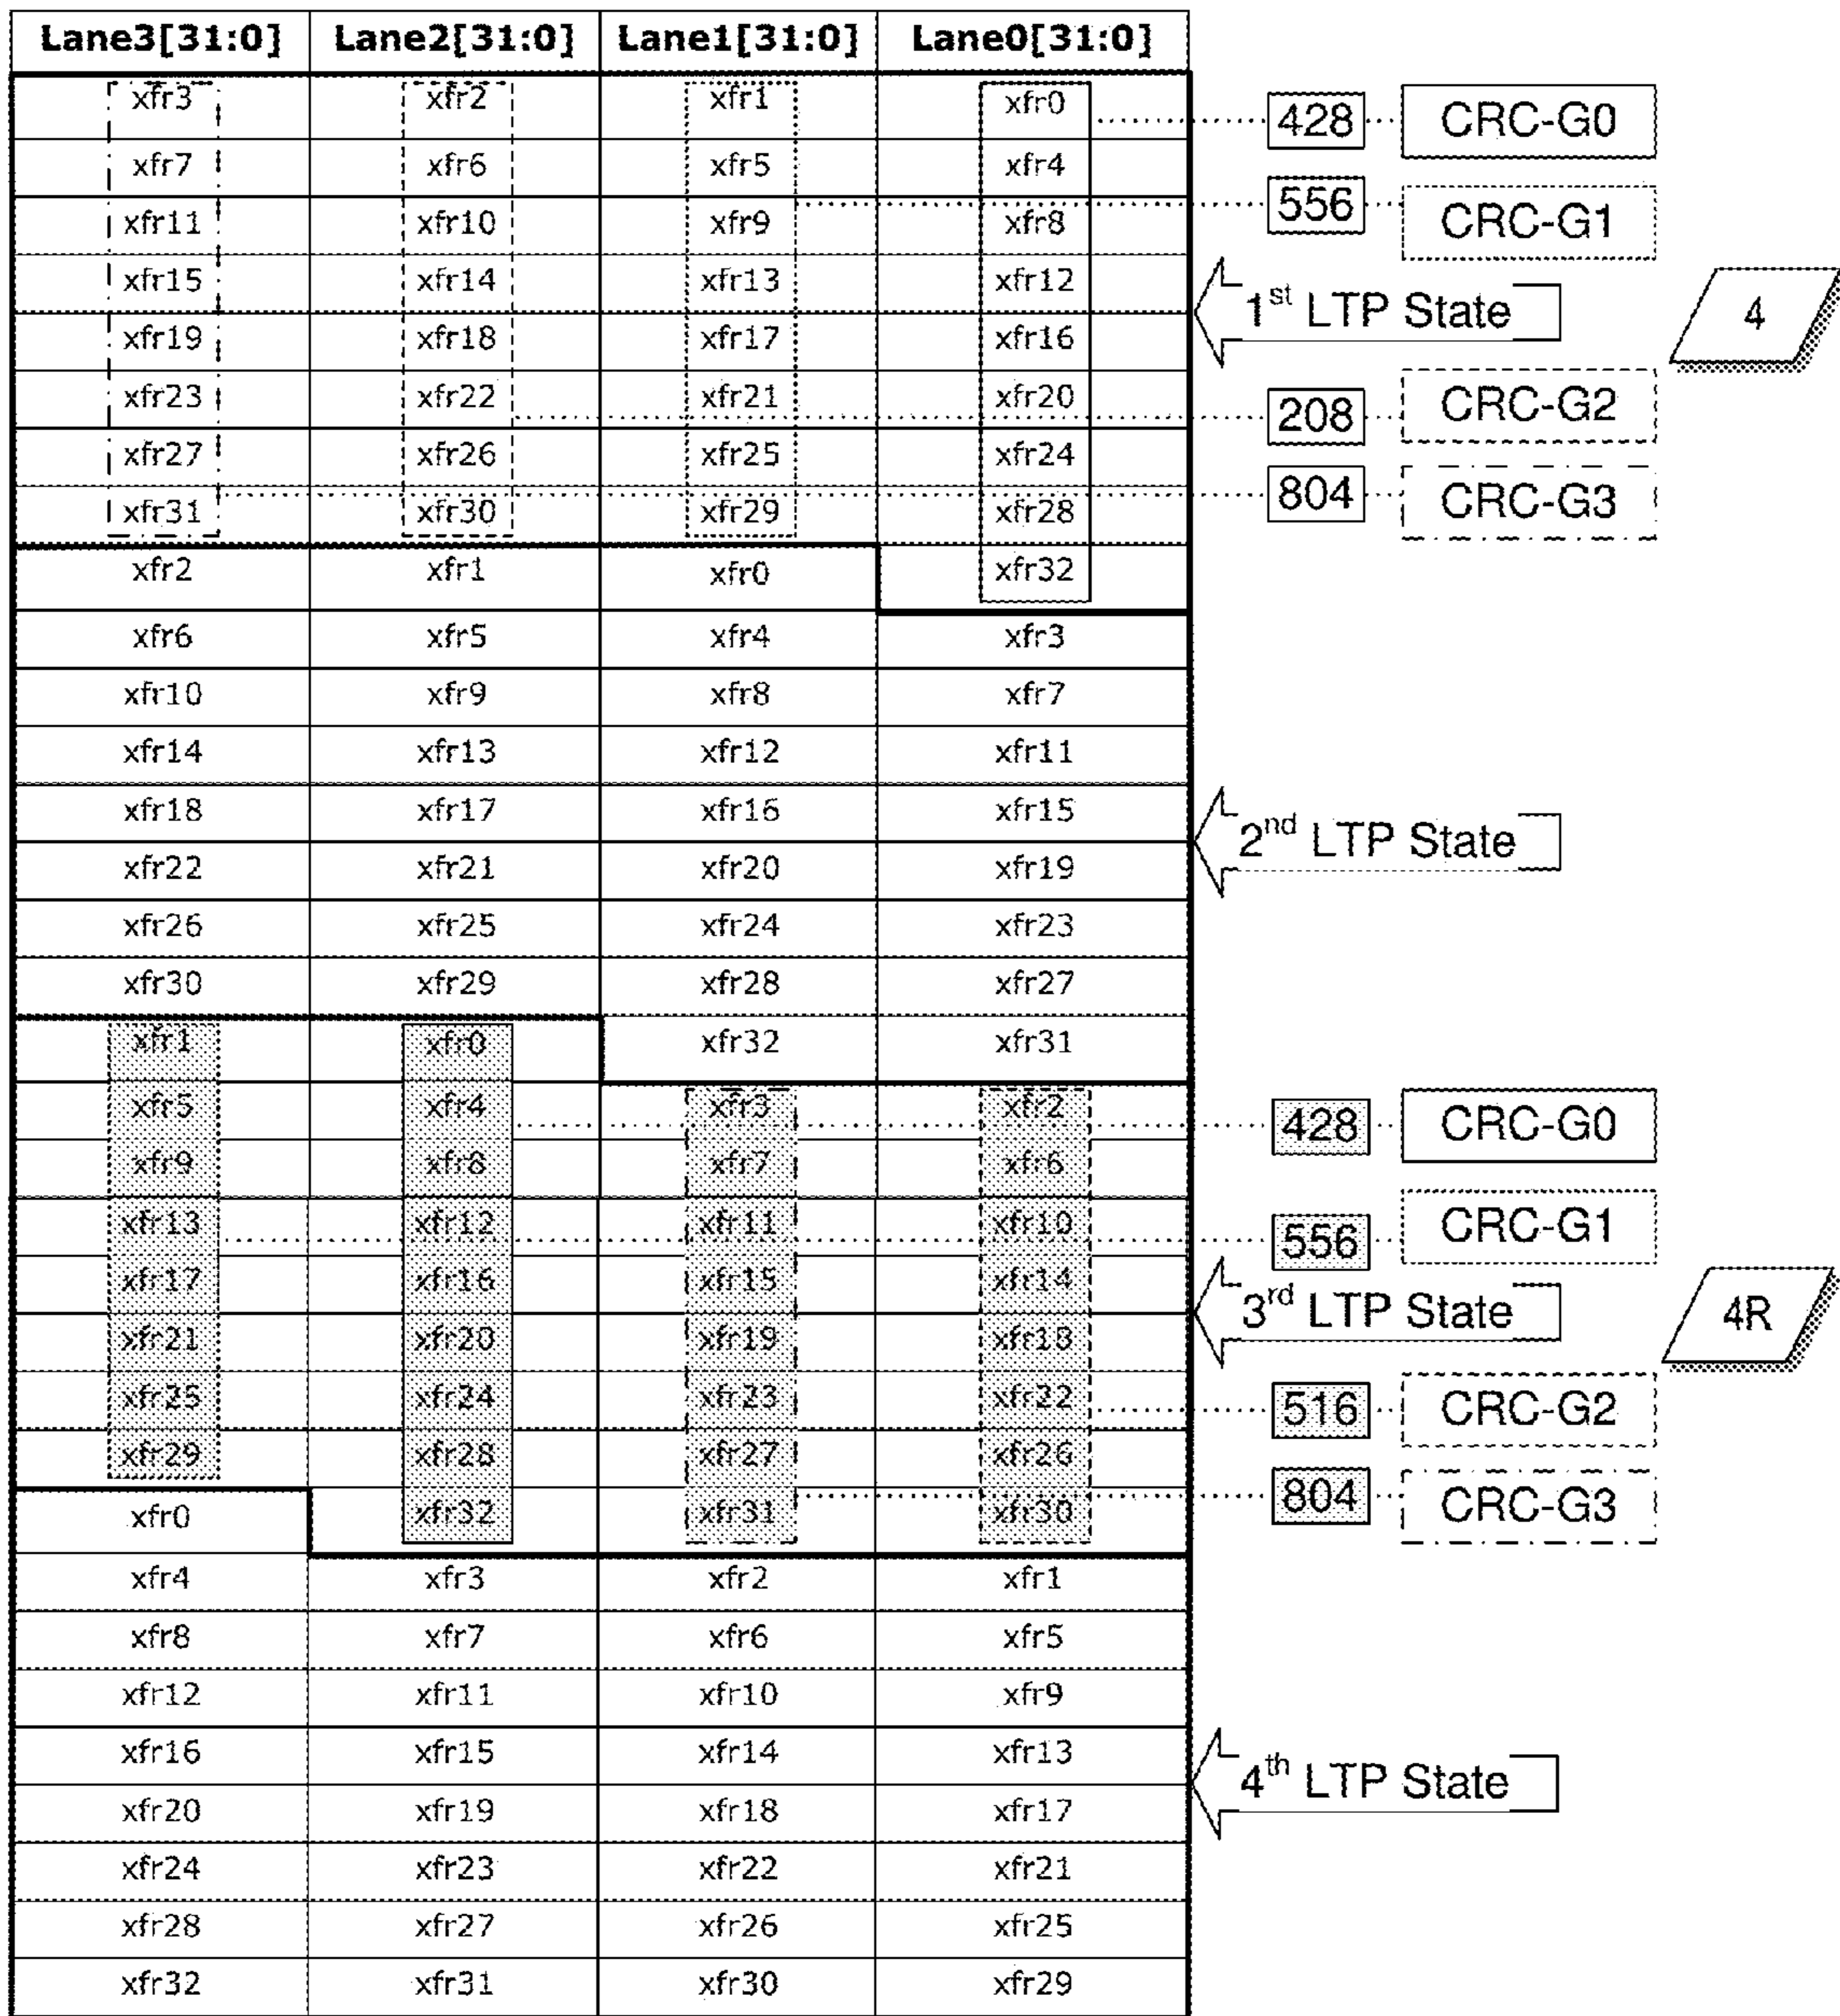 Lane3[31:0] Lane2[31:0] Lane1[31:0] Lane0[31:0]
xfr3 xfr2 xfr1 xfr0 428 CRC-G0
xfr7 xfr6 xfr5 xfr4
xfr11 xfr10 xfr9 xfr8 556 CRC-G1
xfr15 xfr14 xfr13 xfr12 1st LTP State 4
xfr19 xfr18 xfr17 xfr16
xfr23 xfr22 xfr21 xfr20 208 CRC-G2
xfr27 xfr26 xfr25 xfr24
xfr31 xfr30 xfr29 xfr28 804 CRC-G3
xfr2 xfr1 xfr0 xfr32
xfr6 xfr5 xfr4 xfr3
xfr10 xfr9 xfr8 xfr7
xfr14 xfr13 xfr12 xfr11
xfr18 xfr17 xfr16 xfr15 2nd LTP State
xfr22 xfr21 xfr20 xfr19
xfr26 xfr25 xfr24 xfr23
xfr30 xfr29 xfr28 xfr27
xfr1 xfr0 xfr32 xfr31
xfr5 xfr4 xfr3 xfr2 428 CRC-G0
xfr9 xfr8 xfr7 xfr6
xfr13 xfr12 xfr11 xfr10 556 CRC-G1
xfr17 xfr16 xfr15 xfr14 3rd LTP State 4R
xfr21 xfr20 xfr19 xfr18
xfr25 xfr24 xfr23 xfr22 516 CRC-G2
xfr29 xfr28 xfr27 xfr26
xfr0 xfr32 xfr31 xfr30 804 CRC-G3
xfr4 xfr3 xfr2 xfr1
xfr8 xfr7 xfr6 xfr5
xfr12 xfr11 xfr10 xfr9
xfr16 xfr15 xfr14 xfr13 4th LTP State
xfr20 xfr19 xfr18 xfr17
xfr24 xfr23 xfr22 xfr21
xfr28 xfr27 xfr26 xfr25
xfr32 xfr31 xfr30 xfr29